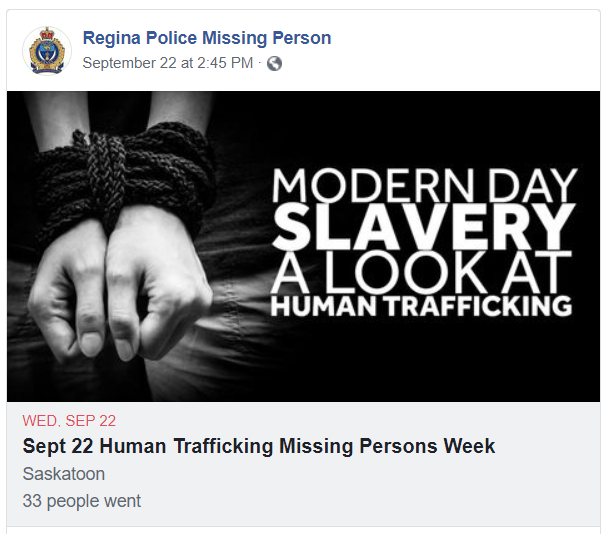 Regina Police Missing Person
September 22 at 2:45 PM ·
MODERN DAY
SLAVERY
A LOOK AT
HUMAN TRAFFICKING
WED, SEP 22
Sept 22 Human Trafficking Missing Persons Week
Saskatoon
33 people went